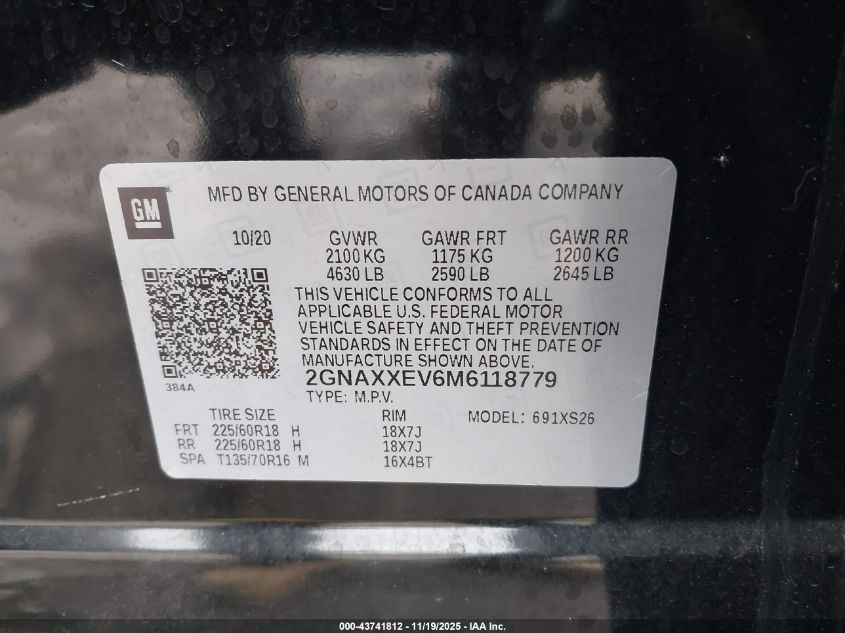 GM
MFD BY GENERAL MOTORS OF CANADA COMPANY
10/20 GVWR GAWR FRT GAWR RR
2100 KG 1175 KG 1200 KG
4630 LB 2590 LB 2645 LB
THIS VEHICLE CONFORMS TO ALL
APPLICABLE U.S. FEDERAL MOTOR
VEHICLE SAFETY AND THEFT PREVENTION
STANDARDS IN EFFECT ON THE DATE OF
MANUFACTURE SHOWN ABOVE.
384A
2GNAXXEV6M6118779
TYPE: M.P.V.
TIRE SIZE RIM MODEL: 691XS26
FRT 225/60R18 H 18X7J
RR 225/60R18 H 18X7J
SPA T135/70R16 M 16X4BT
000-43741812 - 11/19/2025 - IAA Inc.